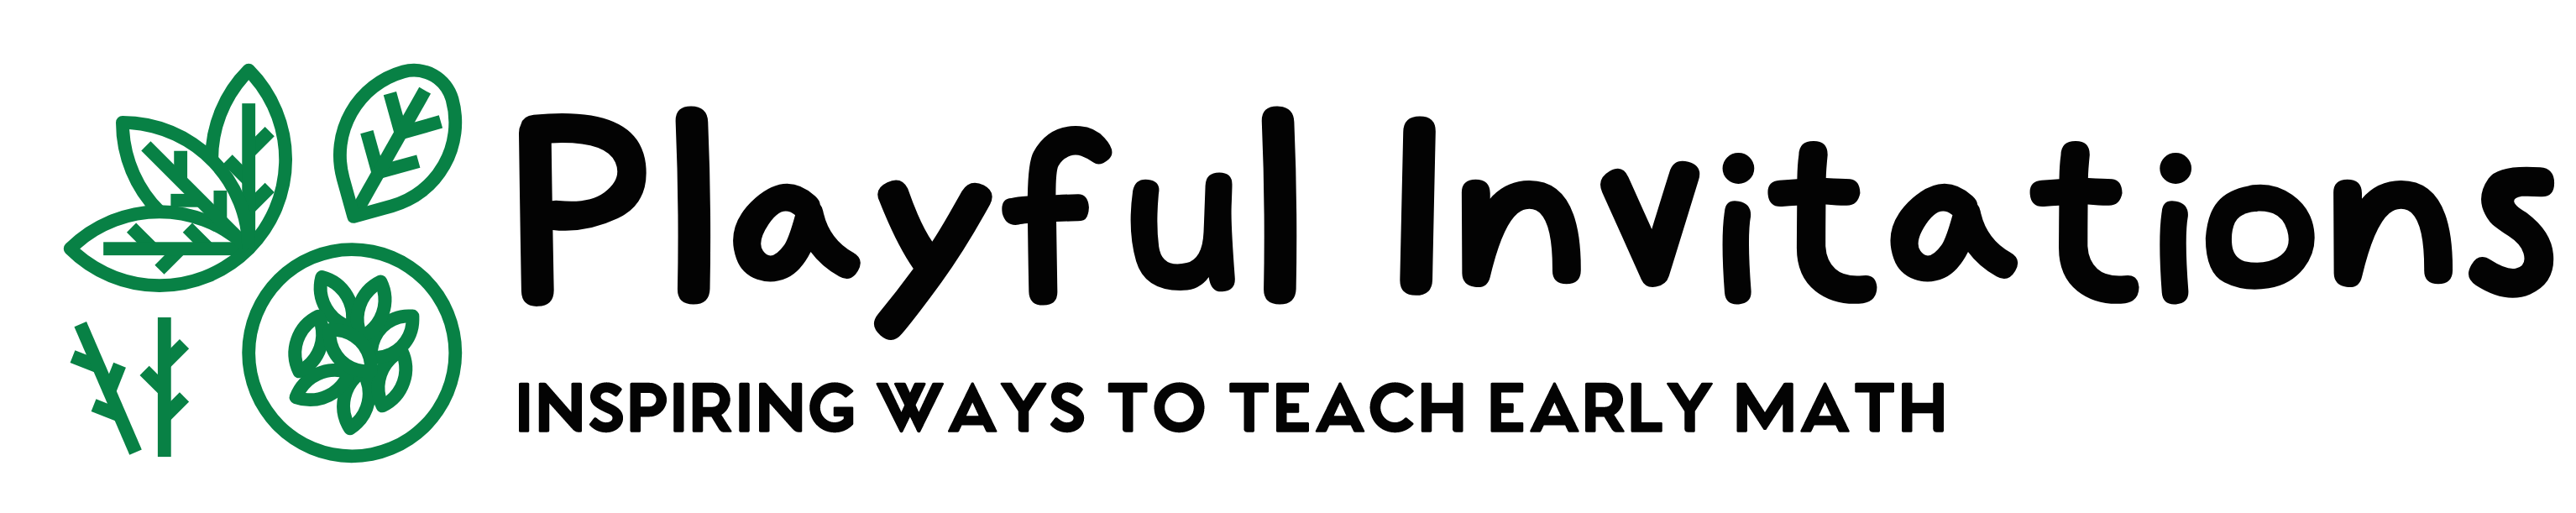 Playful Invitations
INSPIRING WAYS TO TEACH EARLY MATH